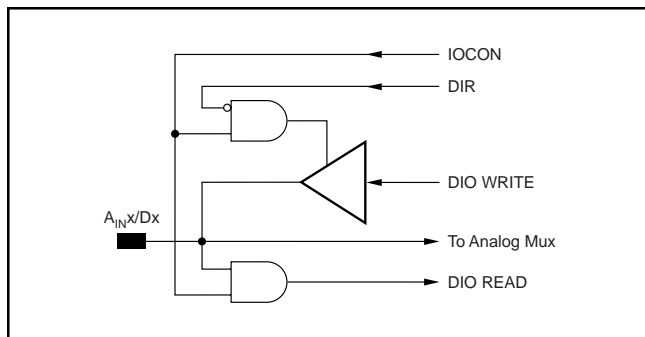 IOCON
DIR
DIO WRITE
AINx/Dx
To Analog Mux
DIO READ